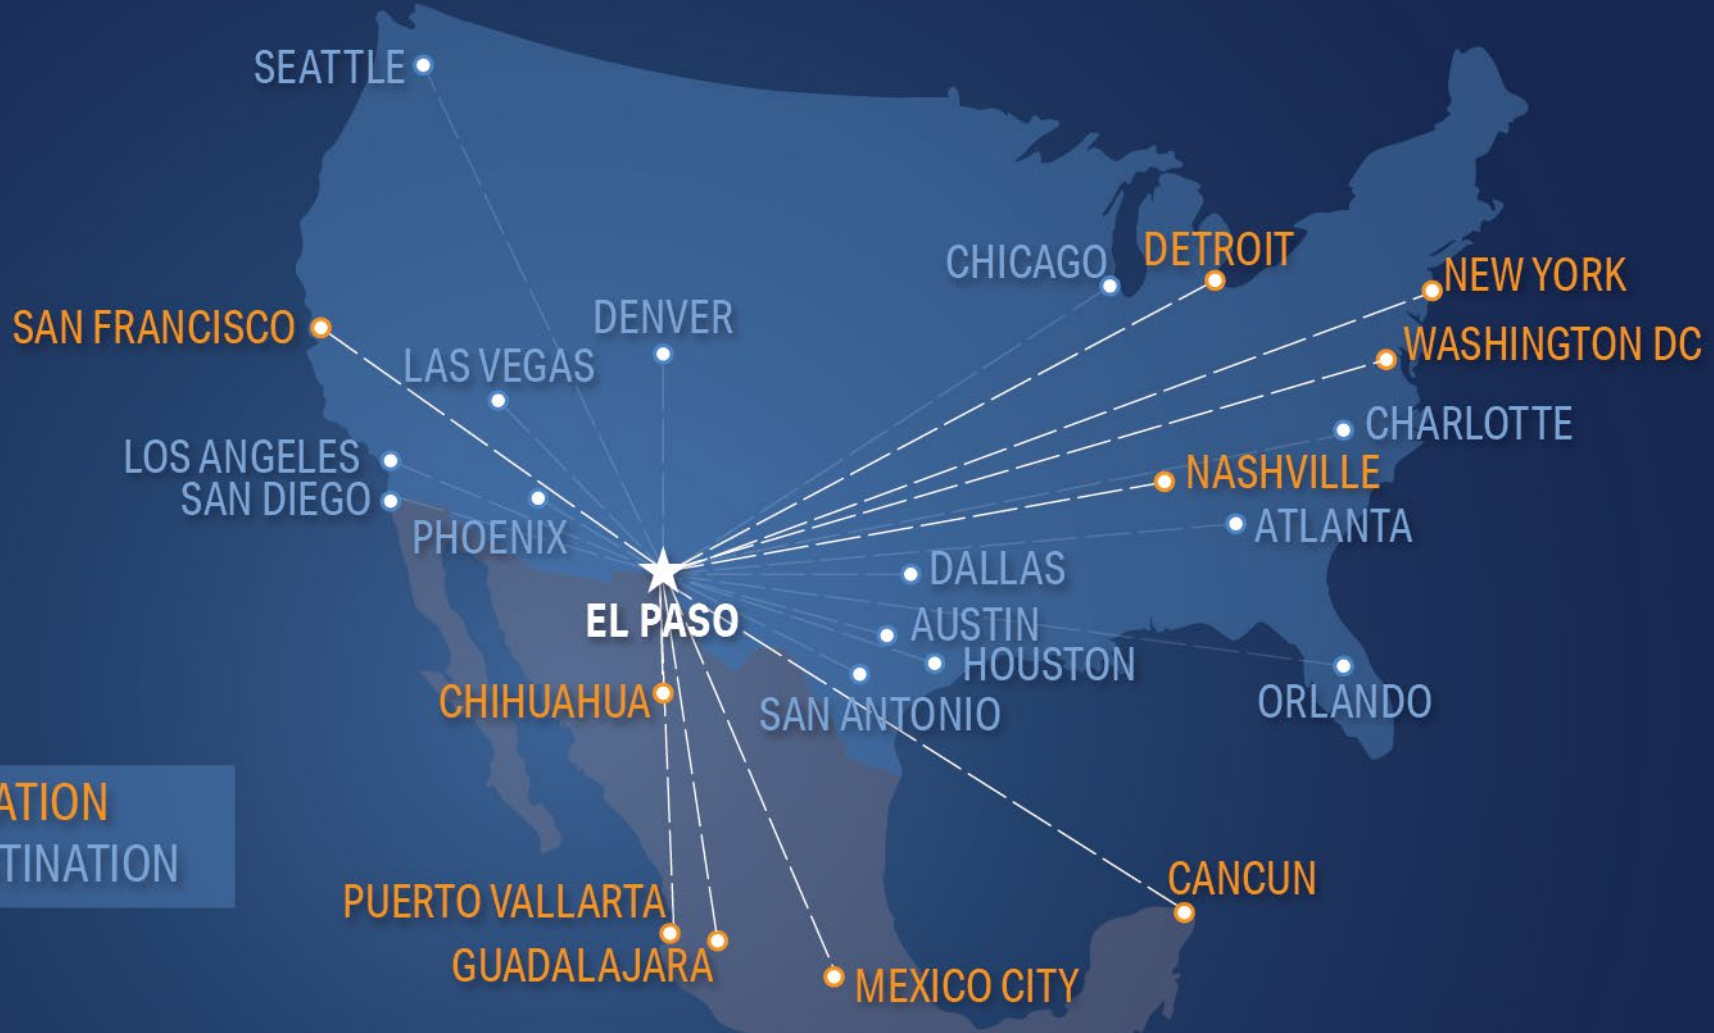 SEATTLE
CHICAGO
DETROIT
NEW YORK
SAN FRANCISCO
DENVER
WASHINGTON DC
LAS VEGAS
CHARLOTTE
LOS ANGELES
NASHVILLE
SAN DIEGO
PHOENIX
ATLANTA
DALLAS
EL PASO
AUSTIN
HOUSTON
CHIHUAHUA
SAN ANTONIO
ORLANDO
ATION
TINATION
CANCUN
PUERTO VALLARTA
GUADALAJARA
MEXICO CITY